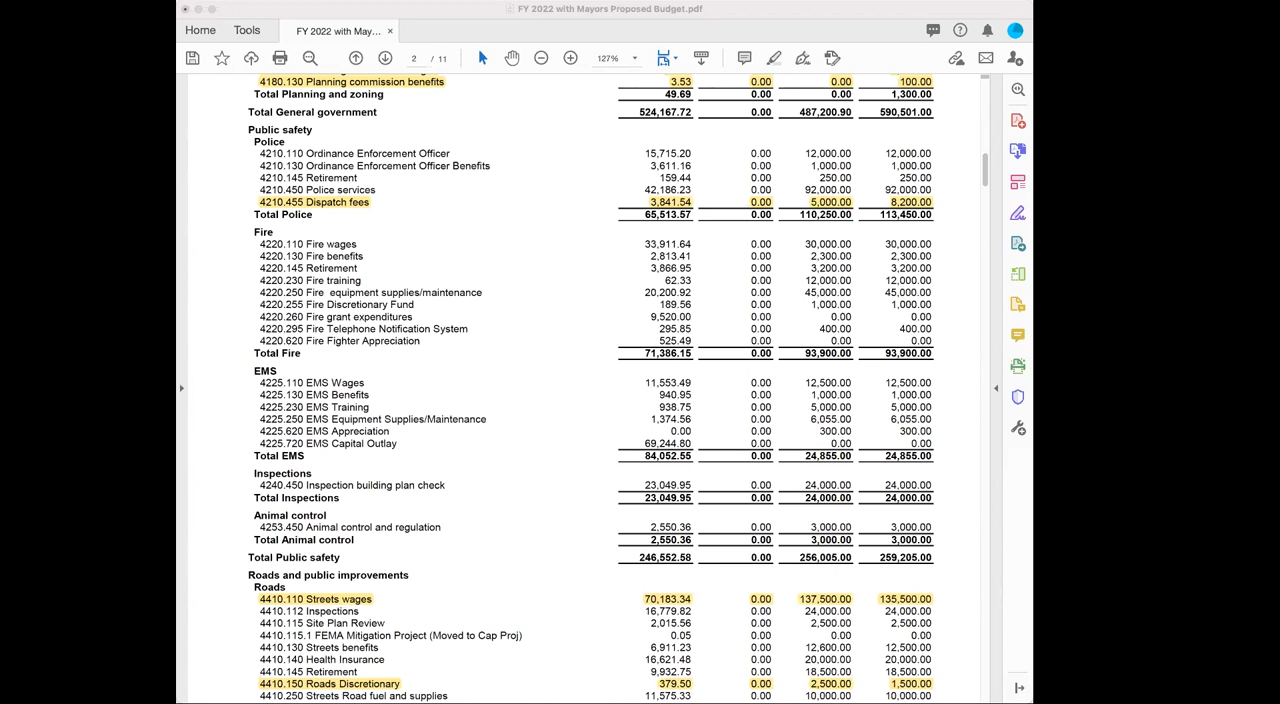 FY 2022 with Mayors Proposed Budget.pdf
Home Tools FY 2022 with May... ×
2 / 11 127%
4180.130 Planning commission benefits 3.53 0.00 0.00 100.00
Total Planning and zoning 49.69 0.00 0.00 1,300.00
Total General government 524,167.72 0.00 487,200.90 590,501.00
Public safety
Police
4210.110 Ordinance Enforcement Officer 15,715.20 0.00 12,000.00 12,000.00
4210.130 Ordinance Enforcement Officer Benefits 3,611.16 0.00 1,000.00 1,000.00
4210.145 Retirement 159.44 0.00 250.00 250.00
4210.450 Police services 42,186.23 0.00 92,000.00 92,000.00
4210.455 Dispatch fees 3,841.54 0.00 5,000.00 8,200.00
Total Police 65,513.57 0.00 110,250.00 113,450.00
Fire
4220.110 Fire wages 33,911.64 0.00 30,000.00 30,000.00
4220.130 Fire benefits 2,813.41 0.00 2,300.00 2,300.00
4220.145 Retirement 3,866.95 0.00 3,200.00 3,200.00
4220.230 Fire training 62.33 0.00 12,000.00 12,000.00
4220.250 Fire equipment supplies/maintenance 20,200.92 0.00 45,000.00 45,000.00
4220.255 Fire Discretionary Fund 189.56 0.00 1,000.00 1,000.00
4220.260 Fire grant expenditures 9,520.00 0.00 0.00 0.00
4220.295 Fire Telephone Notification System 295.85 0.00 400.00 400.00
4220.620 Fire Fighter Appreciation 525.49 0.00 0.00 0.00
Total Fire 71,386.15 0.00 93,900.00 93,900.00
EMS
4225.110 EMS Wages 11,553.49 0.00 12,500.00 12,500.00
4225.130 EMS Benefits 940.95 0.00 1,000.00 1,000.00
4225.230 EMS Training 938.75 0.00 5,000.00 5,000.00
4225.250 EMS Equipment Supplies/Maintenance 1,374.56 0.00 6,055.00 6,055.00
4225.620 EMS Appreciation 0.00 0.00 300.00 300.00
4225.720 EMS Capital Outlay 69,244.80 0.00 0.00 0.00
Total EMS 84,052.55 0.00 24,855.00 24,855.00
Inspections
4240.450 Inspection building plan check 23,049.95 0.00 24,000.00 24,000.00
Total Inspections 23,049.95 0.00 24,000.00 24,000.00
Animal control
4253.450 Animal control and regulation 2,550.36 0.00 3,000.00 3,000.00
Total Animal control 2,550.36 0.00 3,000.00 3,000.00
Total Public safety 246,552.58 0.00 256,005.00 259,205.00
Roads and public improvements
Roads
4410.110 Streets wages 70,183.34 0.00 137,500.00 135,500.00
4410.112 Inspections 16,779.82 0.00 24,000.00 24,000.00
4410.115 Site Plan Review 2,015.56 0.00 2,500.00 2,500.00
4410.115.1 FEMA Mitigation Project (Moved to Cap Proj) 0.05 0.00 0.00 0.00
4410.130 Streets benefits 6,911.23 0.00 12,600.00 12,500.00
4410.140 Health Insurance 16,621.48 0.00 20,000.00 20,000.00
4410.145 Retirement 9,932.75 0.00 18,500.00 18,500.00
4410.150 Roads Discretionary 379.50 0.00 2,500.00 1,500.00
4410.250 Streets Road fuel and supplies 11,575.33 0.00 10,000.00 10,000.00